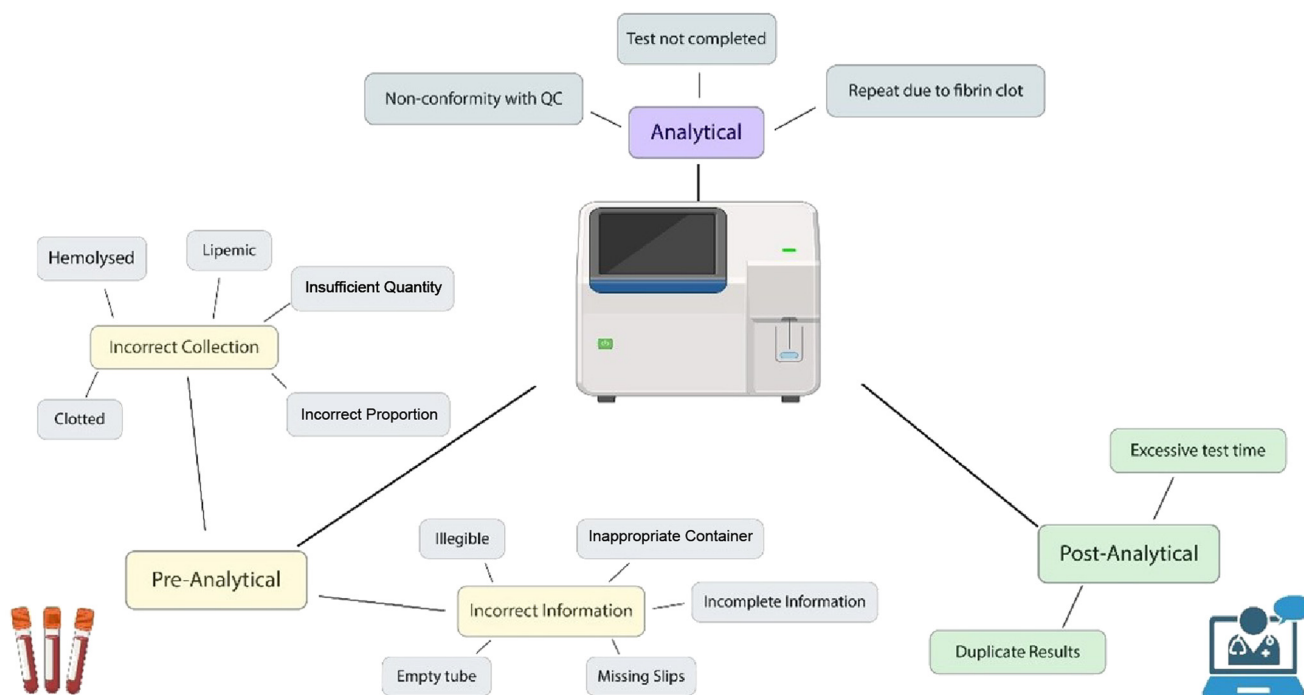 Test not completed
Non-conformity with QC
Repeat due to fibrin clot
Analytical
Hemolysed
Lipemic
Insufficient Quantity
Incorrect Collection
Clotted
Incorrect Proportion
Excessive test time
Illegible
Inappropriate Container
Post-Analytical
Pre-Analytical
Incorrect Information
Incomplete Information
Duplicate Results
Empty tube
Missing Slips